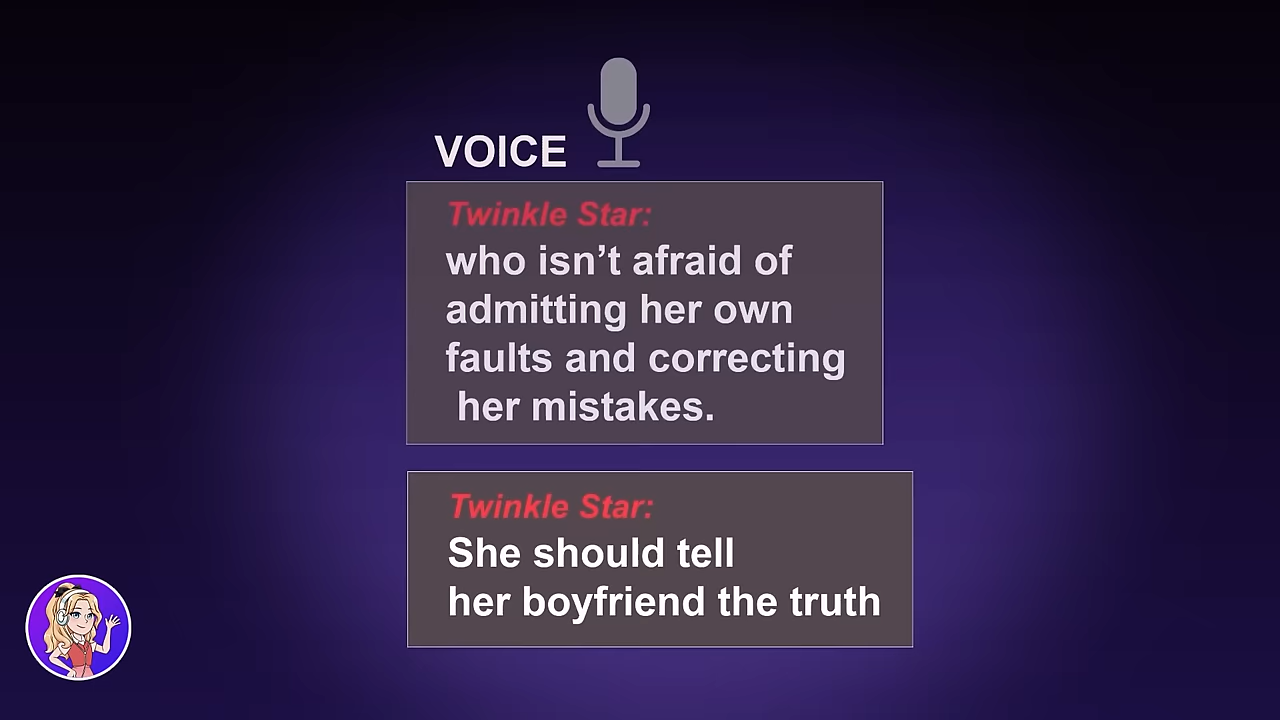 VOICE
Twinkle Star:
who isn’t afraid of
admitting her own
faults and correcting
her mistakes.
Twinkle Star:
She should tell
her boyfriend the truth